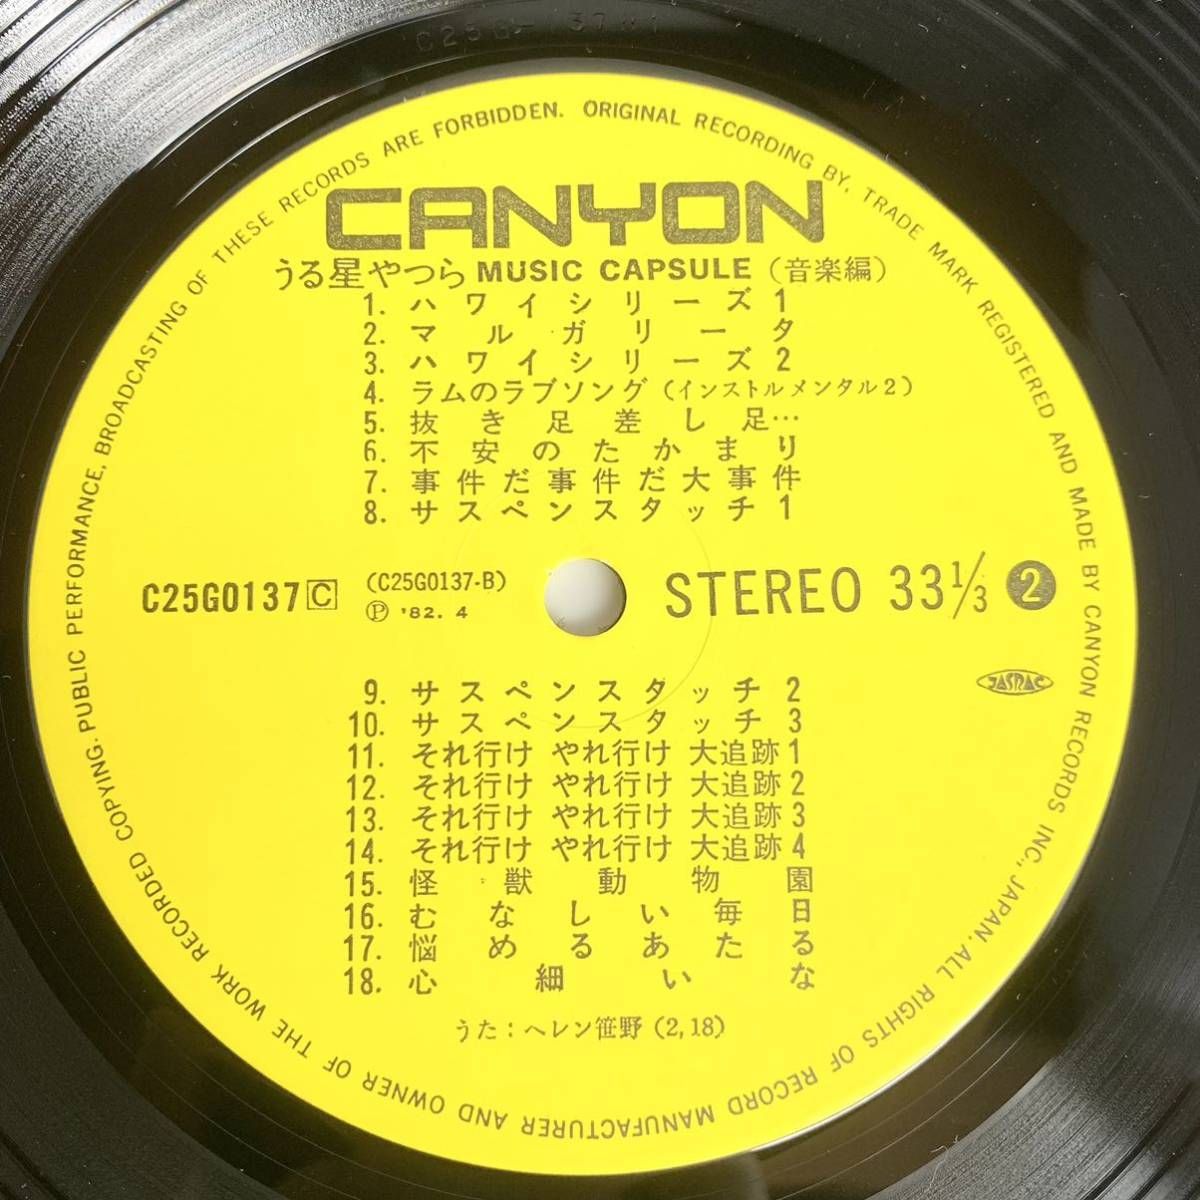 C25G-137
CANYON
うる星やつら MUSIC CAPSULE (音楽編)
1. ハワイシリーズ1
2. マルガリータ
3. ハワイシリーズ2
4. ラムのラブソング (インストルメンタル2)
5. 抜き足差し足…
6. 不安のたかまり
7. 事件だ事件だ大事件
8. サスペンスタッチ1
C25G0137 C (C25G0137-B) STEREO 33⅓ 2
Ⓟ '82. 4
JASRAC
9. サスペンスタッチ2
10. サスペンスタッチ3
11. それ行け やれ行け 大追跡1
12. それ行け やれ行け 大追跡2
13. それ行け やれ行け 大追跡3
14. それ行け やれ行け 大追跡4
15. 怪獣動物園
16. むなしい毎日
17. 悩めるあたる
18. 心細いな
うた：ヘレン笹野 (2, 18)
ORIGINAL RECORDING BY, TRADE MARK REGISTERED AND MADE BY CANYON RECORDS INC., JAPAN, ALL RIGHTS OF RECORD MANUFACTURER AND OWNER OF THE WORK RECORDED COPYING. PUBLIC PERFORMANCE, BROADCASTING OF THESE RECORDS ARE FORBIDDEN.